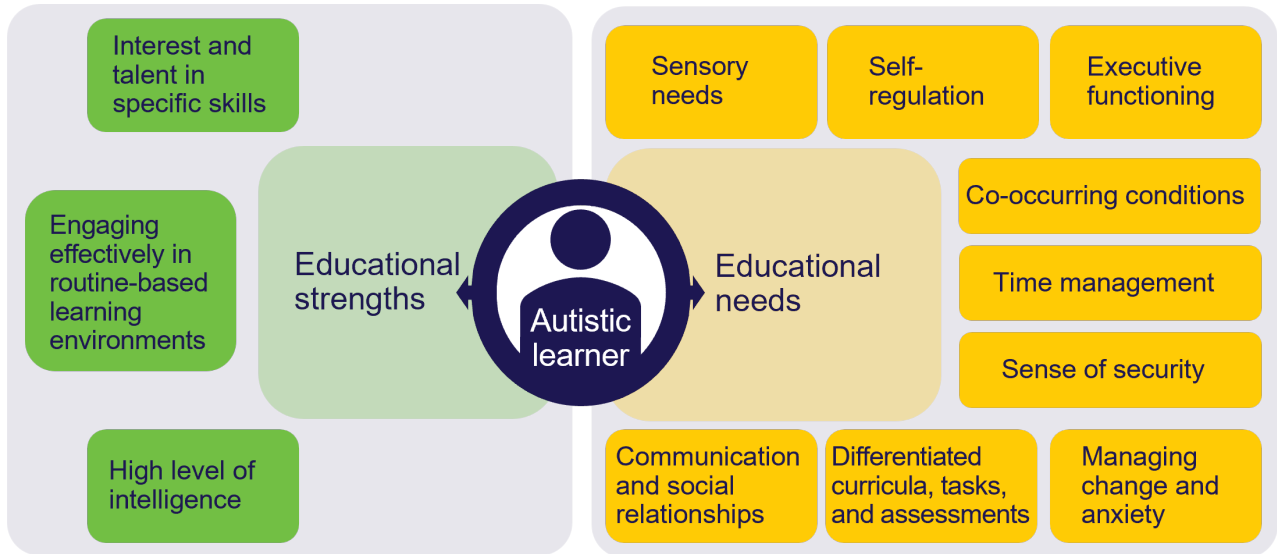 Interest and
talent in
specific skills
Engaging
effectively in
routine-based
learning
environments
High level of
intelligence
Educational
strengths
Autistic
learner
Educational
needs
Sensory
needs
Self-
regulation
Executive
functioning
Co-occurring conditions
Time management
Sense of security
Communication
and social
relationships
Differentiated
curricula, tasks,
and assessments
Managing
change and
anxiety